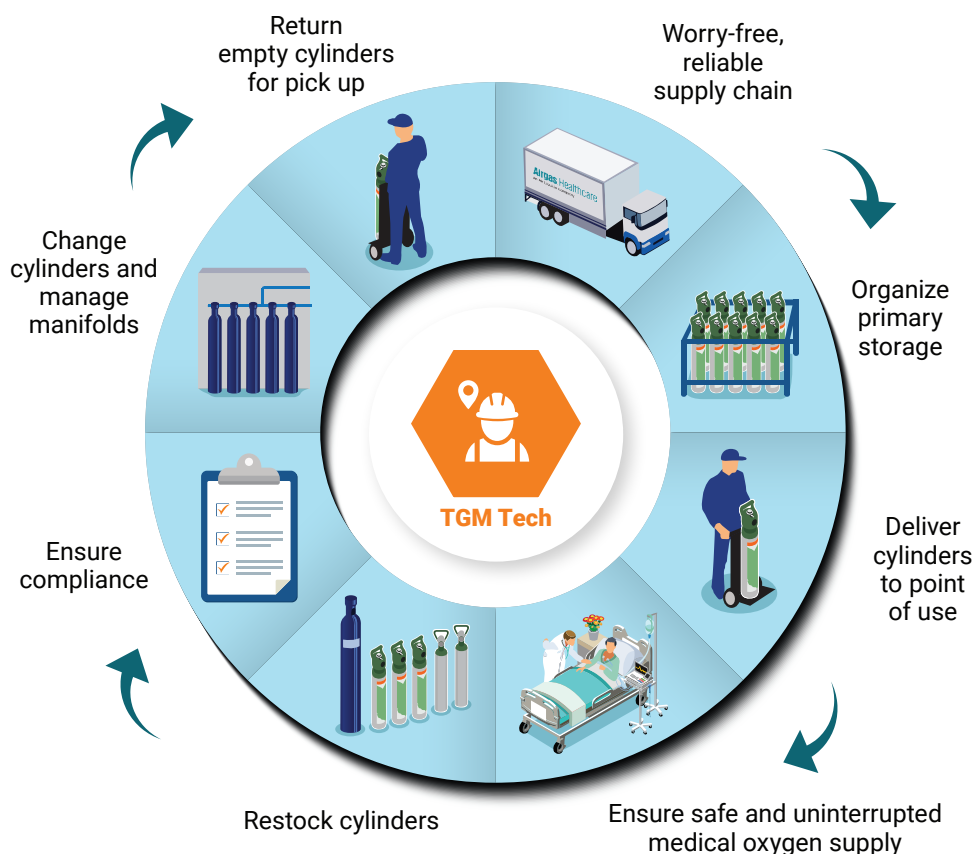 Return
empty cylinders
for pick up
Worry-free,
reliable
supply chain
Airgas Healthcare
Organize
primary
storage
Deliver
cylinders
to point
of use
Ensure safe and uninterrupted
medical oxygen supply
Restock cylinders
Ensure
compliance
Change
cylinders and
manage
manifolds
TGM Tech